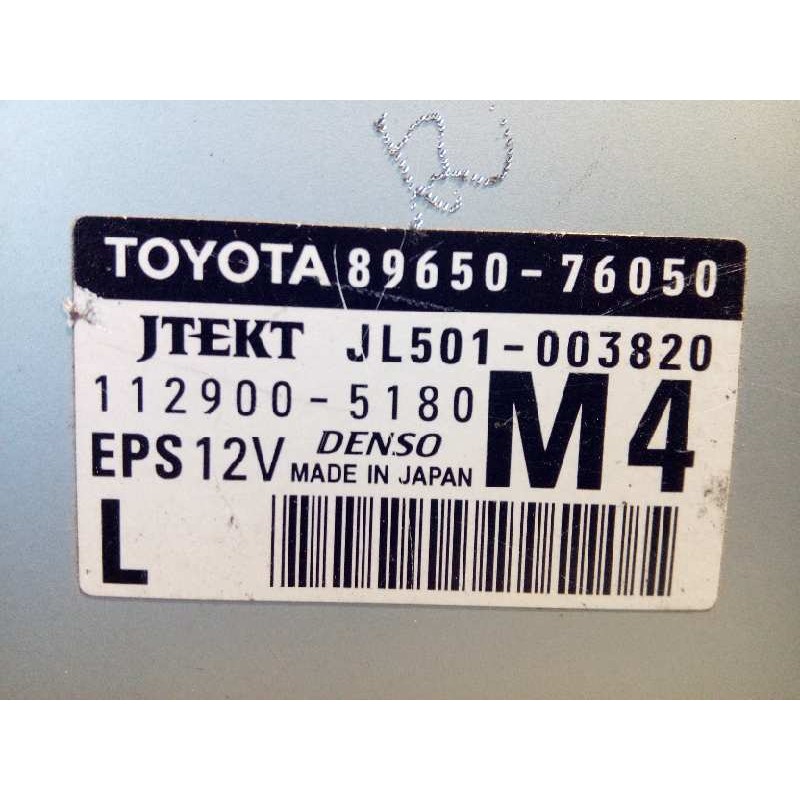 TOYOTA 89650-76050
JTEKT JL501-003820
112900-5180 M4
EPS 12V DENSO
MADE IN JAPAN
L